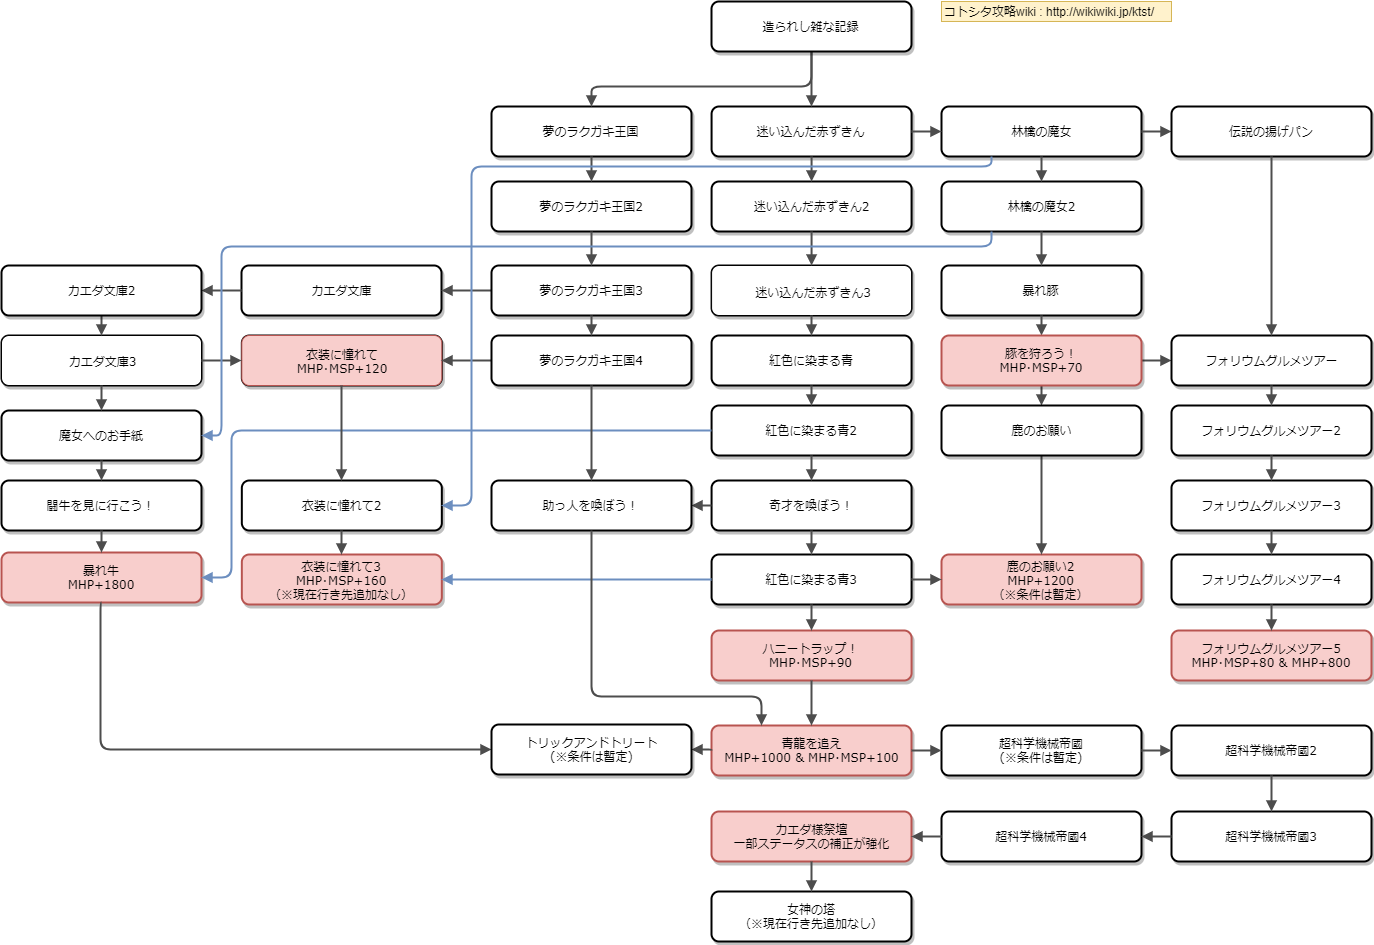 造られし雑な記録
コトシタ攻略wiki : http://wikiwiki.jp/ktst/
夢のラクガキ王国
迷い込んだ赤ずきん
林檎の魔女
伝説の揚げパン
夢のラクガキ王国2
迷い込んだ赤ずきん2
林檎の魔女2
カエダ文庫2
カエダ文庫
夢のラクガキ王国3
迷い込んだ赤ずきん3
暴れ豚
カエダ文庫3
衣装に憧れて
MHP･MSP+120
夢のラクガキ王国4
紅色に染まる青
豚を狩ろう！
MHP･MSP+70
フォリウムグルメツアー
魔女へのお手紙
紅色に染まる青2
鹿のお願い
フォリウムグルメツアー2
闘牛を見に行こう！
衣装に憧れて2
助っ人を喚ぼう！
奇才を喚ぼう！
フォリウムグルメツアー3
暴れ牛
MHP+1800
衣装に憧れて3
MHP･MSP+160
（※現在行き先追加なし）
紅色に染まる青3
鹿のお願い2
MHP+1200
（※条件は暫定）
フォリウムグルメツアー4
ハニートラップ！
MHP･MSP+90
フォリウムグルメツアー5
MHP･MSP+80 & MHP+800
トリックアンドトリート
（※条件は暫定）
青龍を追え
MHP+1000 & MHP･MSP+100
超科学機械帝國
（※条件は暫定）
超科学機械帝國2
カエダ様祭壇
一部ステータスの補正が強化
超科学機械帝國4
超科学機械帝國3
女神の塔
（※現在行き先追加なし）